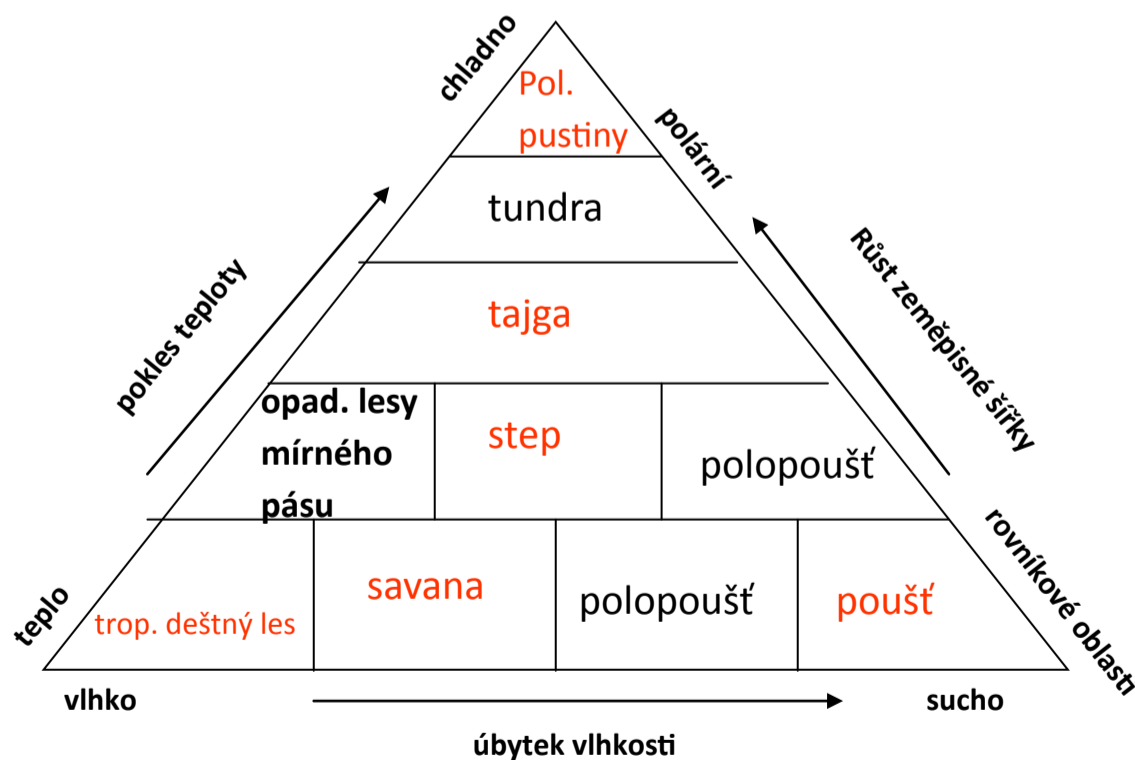 chladno
Pol.
pustiny
polární
tundra
pokles teploty
Růst zeměpisné šířky
tajga
opad. lesy
mírného
pásu
step
polopoušť
teplo
trop. deštný les
savana
polopoušť
poušť
rovníkové oblasti
vlhko
sucho
úbytek vlhkosti